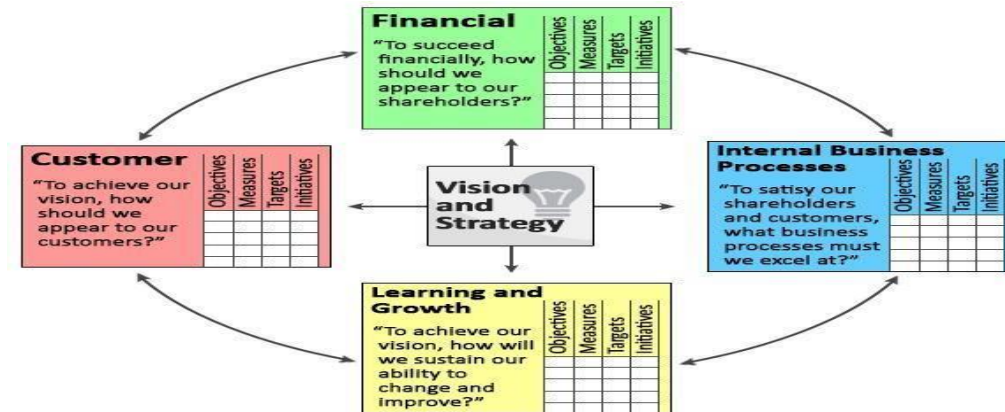 Financial
“To succeed
financially, how
should we
appear to our
shareholders?”
Objectives
Measures
Targets
Initiatives
Customer
“To achieve our
vision, how
should we
appear to our
customers?”
Objectives
Measures
Targets
Initiatives
Vision
and
Strategy
Internal Business
Processes
“To satisy our
shareholders
and customers,
what business
processes must
we excel at?”
Objectives
Measures
Targets
Initiatives
Learning and
Growth
“To achieve our
vision, how will
we sustain our
ability to
change and
improve?”
Objectives
Measures
Targets
Initiatives